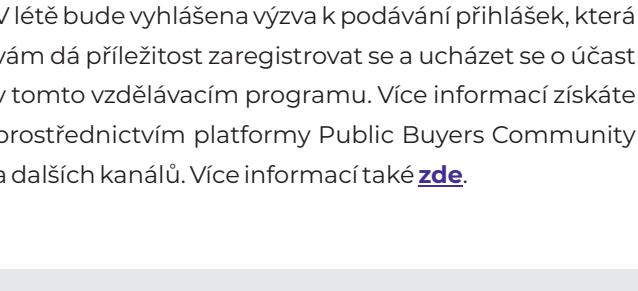 V létě bude vyhlášena výzva k podávání přihlášek, která
vám dá příležitost zaregistrovat se a ucházet se o účast
v tomto vzdělávacím programu. Více informací získáte
prostřednictvím platformy Public Buyers Community
a dalších kanálů. Více informací také zde.